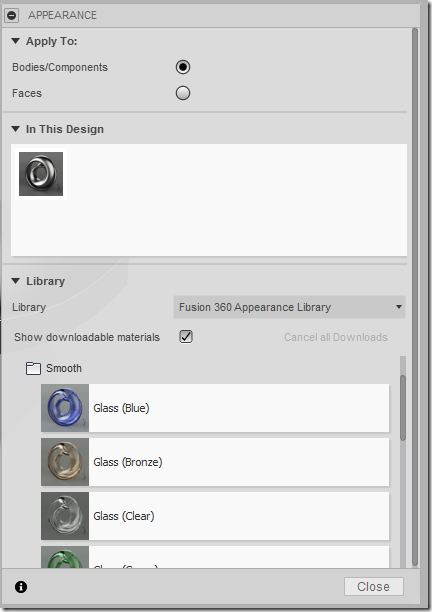 APPEARANCE
Apply To:
Bodies/Components
Faces
In This Design
Library
Library Fusion 360 Appearance Library
Show downloadable materials Cancel all Downloads
Smooth
Glass (Blue)
Glass (Bronze)
Glass (Clear)
Close